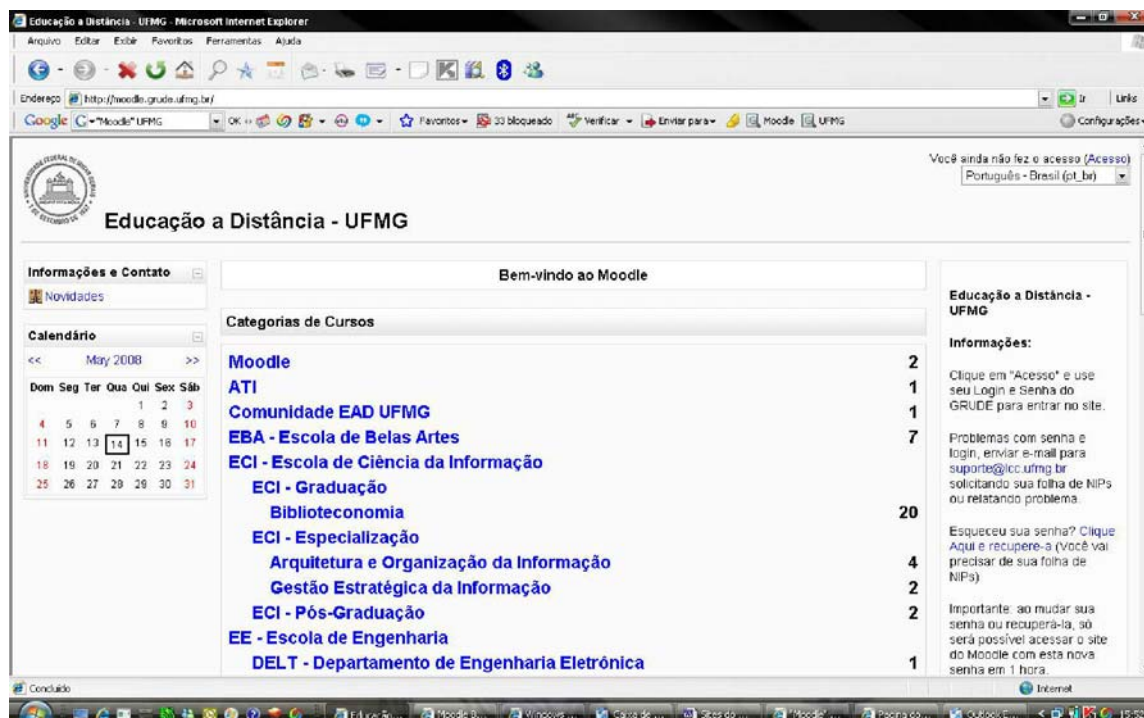 Educação a Distância - UFMG - Microsoft Internet Explorer
Arquivo Editar Exibir Favoritos Ferramentas Ajuda
Endereço http://moodle.grude.ufmg.br/ Ir Links
Google "Moodle" UFMG OK Favoritos 33 bloqueado Verificar Enviar para Moodle UFMG Configurações
Você ainda não fez o acesso (Acesso)
Português - Brasil (pt_br)
Educação a Distância - UFMG
Informações e Contato
Novidades
Calendário
<< May 2008 >>
Dom Seg Ter Qua Qui Sex Sáb
1 2 3
4 5 6 7 8 9 10
11 12 13 14 15 16 17
18 19 20 21 22 23 24
25 26 27 28 29 30 31
Bem-vindo ao Moodle
Categorias de Cursos
Moodle 2
ATI 1
Comunidade EAD UFMG 1
EBA - Escola de Belas Artes 7
ECI - Escola de Ciência da Informação
ECI - Graduação
Biblioteconomia 20
ECI - Especialização
Arquitetura e Organização da Informação 4
Gestão Estratégica da Informação 2
ECI - Pós-Graduação 2
EE - Escola de Engenharia
DELT - Departamento de Engenharia Eletrônica 1
Educação a Distância -
UFMG
Informações:
Clique em "Acesso" e use
seu Login e Senha do
GRUDE para entrar no site.
Problemas com senha e
login, enviar e-mail para
suporte@lcc.ufmg.br
solicitando sua folha de NIPs
ou relatando problema.
Esqueceu sua senha? Clique
Aqui e recupere-a (Você vai
precisar de sua folha de
NIPs)
Importante: ao mudar sua
senha ou recuperá-la, só
será possível acessar o site
do Moodle com esta nova
senha em 1 hora.
Concluído Internet